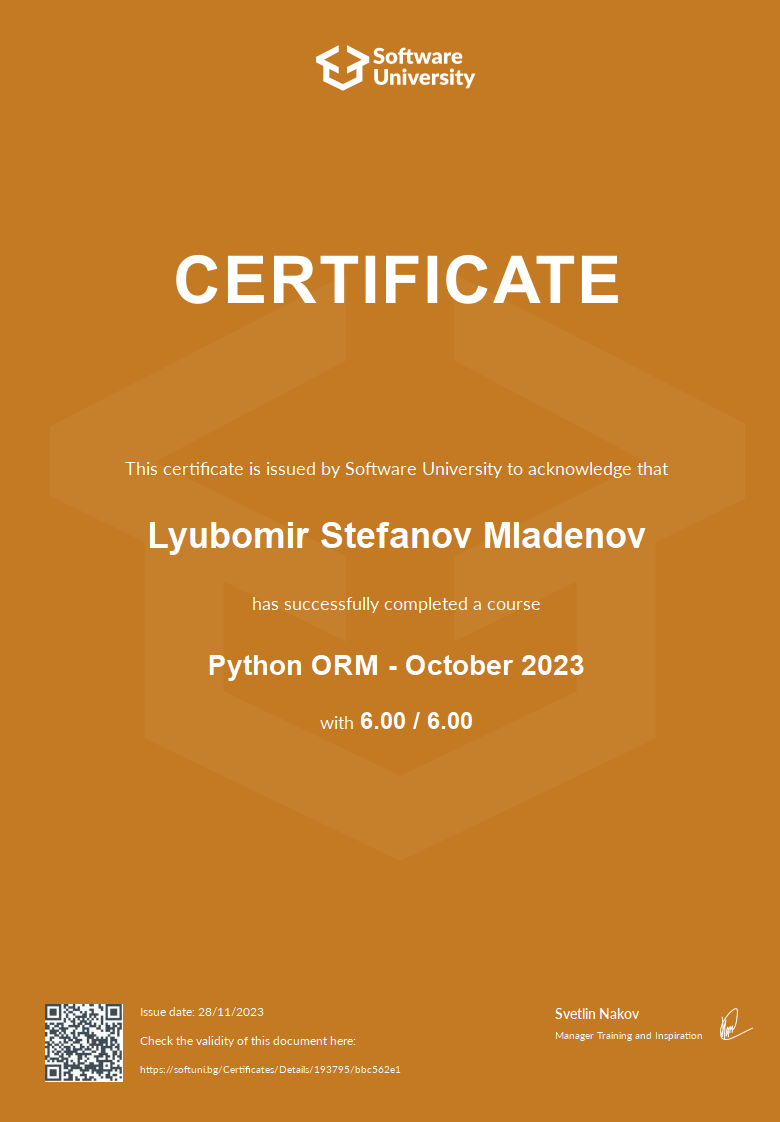 Software
University
CERTIFICATE
This certificate is issued by Software University to acknowledge that
Lyubomir Stefanov Mladenov
has successfully completed a course
Python ORM - October 2023
with 6.00 / 6.00
Issue date: 28/11/2023
Check the validity of this document here:
https://softuni.bg/Certificates/Details/193795/bbc562e1
Svetlin Nakov
Manager Training and Inspiration